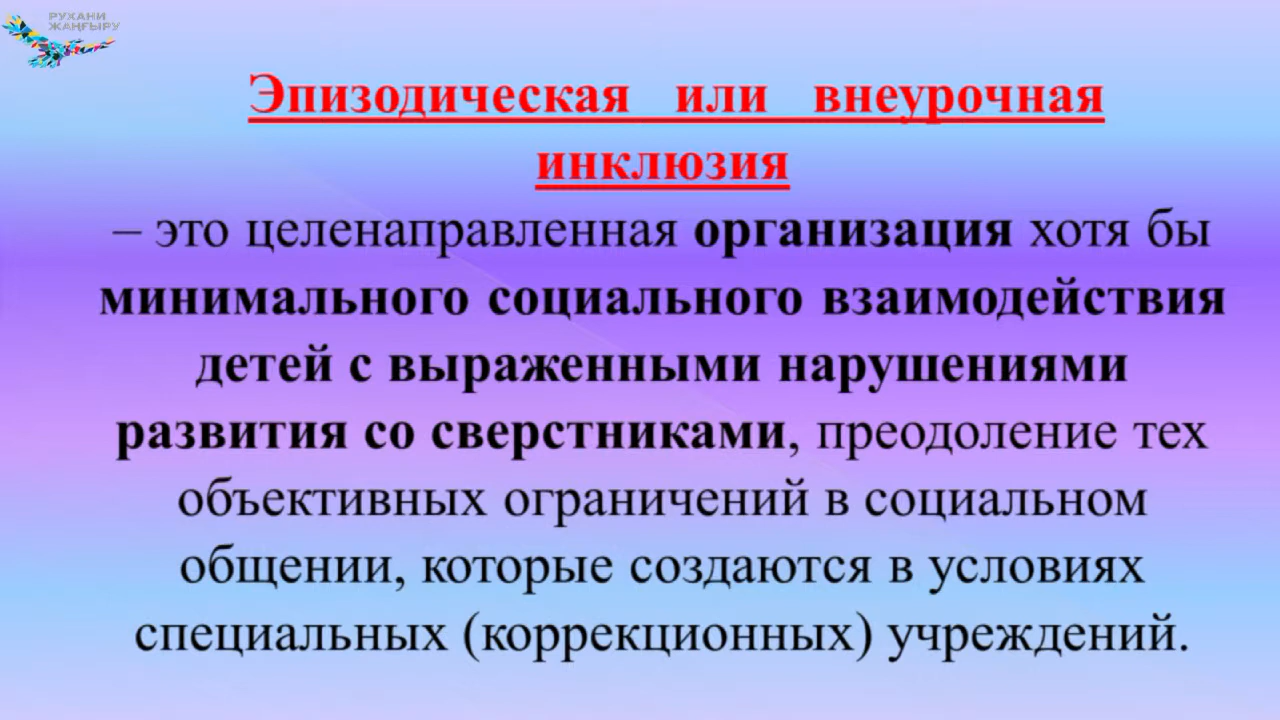 РУХАНИ
ЖАҢҒЫРУ
Эпизодическая или внеурочная
инклюзия
– это целенаправленная организация хотя бы
минимального социального взаимодействия
детей с выраженными нарушениями
развития со сверстниками, преодоление тех
объективных ограничений в социальном
общении, которые создаются в условиях
специальных (коррекционных) учреждений.